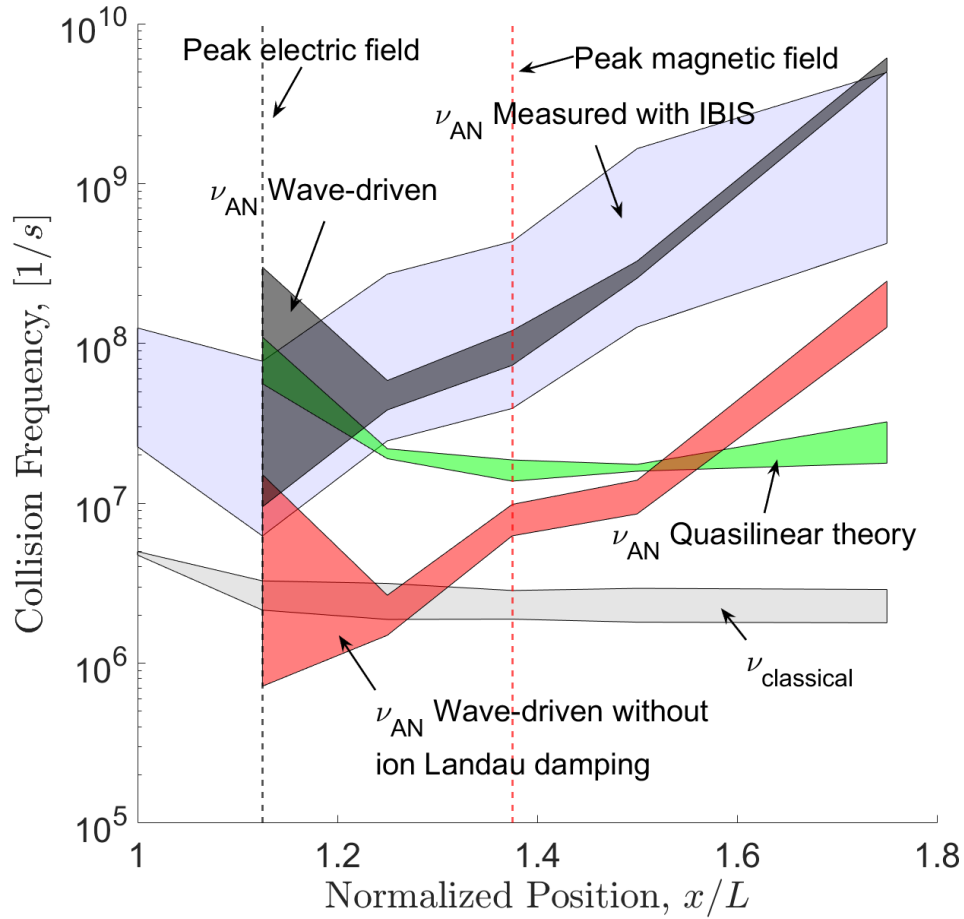 10^10
Peak electric field
Peak magnetic field
ν_AN Measured with IBIS
10^9
ν_AN Wave-driven
10^8
10^7
ν_AN Quasilinear theory
10^6
ν_classical
ν_AN Wave-driven without
ion Landau damping
10^5
1 1.2 1.4 1.6 1.8
Normalized Position, x/L
Collision Frequency, [1/s]